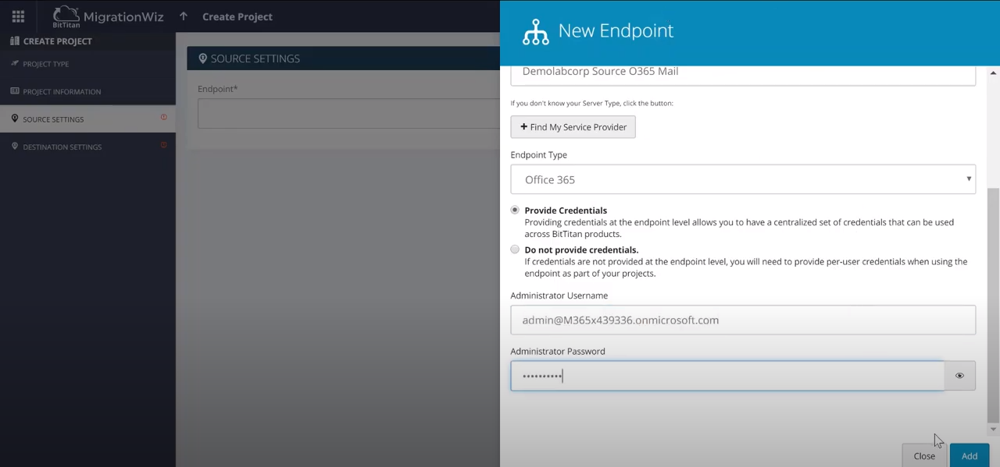 BitTitan
MigrationWiz
Create Project
CREATE PROJECT
PROJECT TYPE
PROJECT INFORMATION
SOURCE SETTINGS
DESTINATION SETTINGS
SOURCE SETTINGS
Endpoint*
New Endpoint
Demolabcorp Source O365 Mail
If you don't know your Server Type, click the button:
+ Find My Service Provider
Endpoint Type
Office 365
Provide Credentials
Providing credentials at the endpoint level allows you to have a centralized set of credentials that can be used
across BitTitan products.
Do not provide credentials.
If credentials are not provided at the endpoint level, you will need to provide per-user credentials when using the
endpoint as part of your projects.
Administrator Username
admin@M365x439336.onmicrosoft.com
Administrator Password
••••••••••
Close
Add